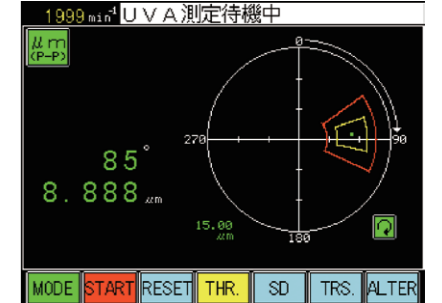 1999 min⁻¹ UVA測定待機中
μm
(P-P)
0
270
90
85°
8.888 μm
15.00
μm
180
MODE START RESET THR. SD TRS. ALTER